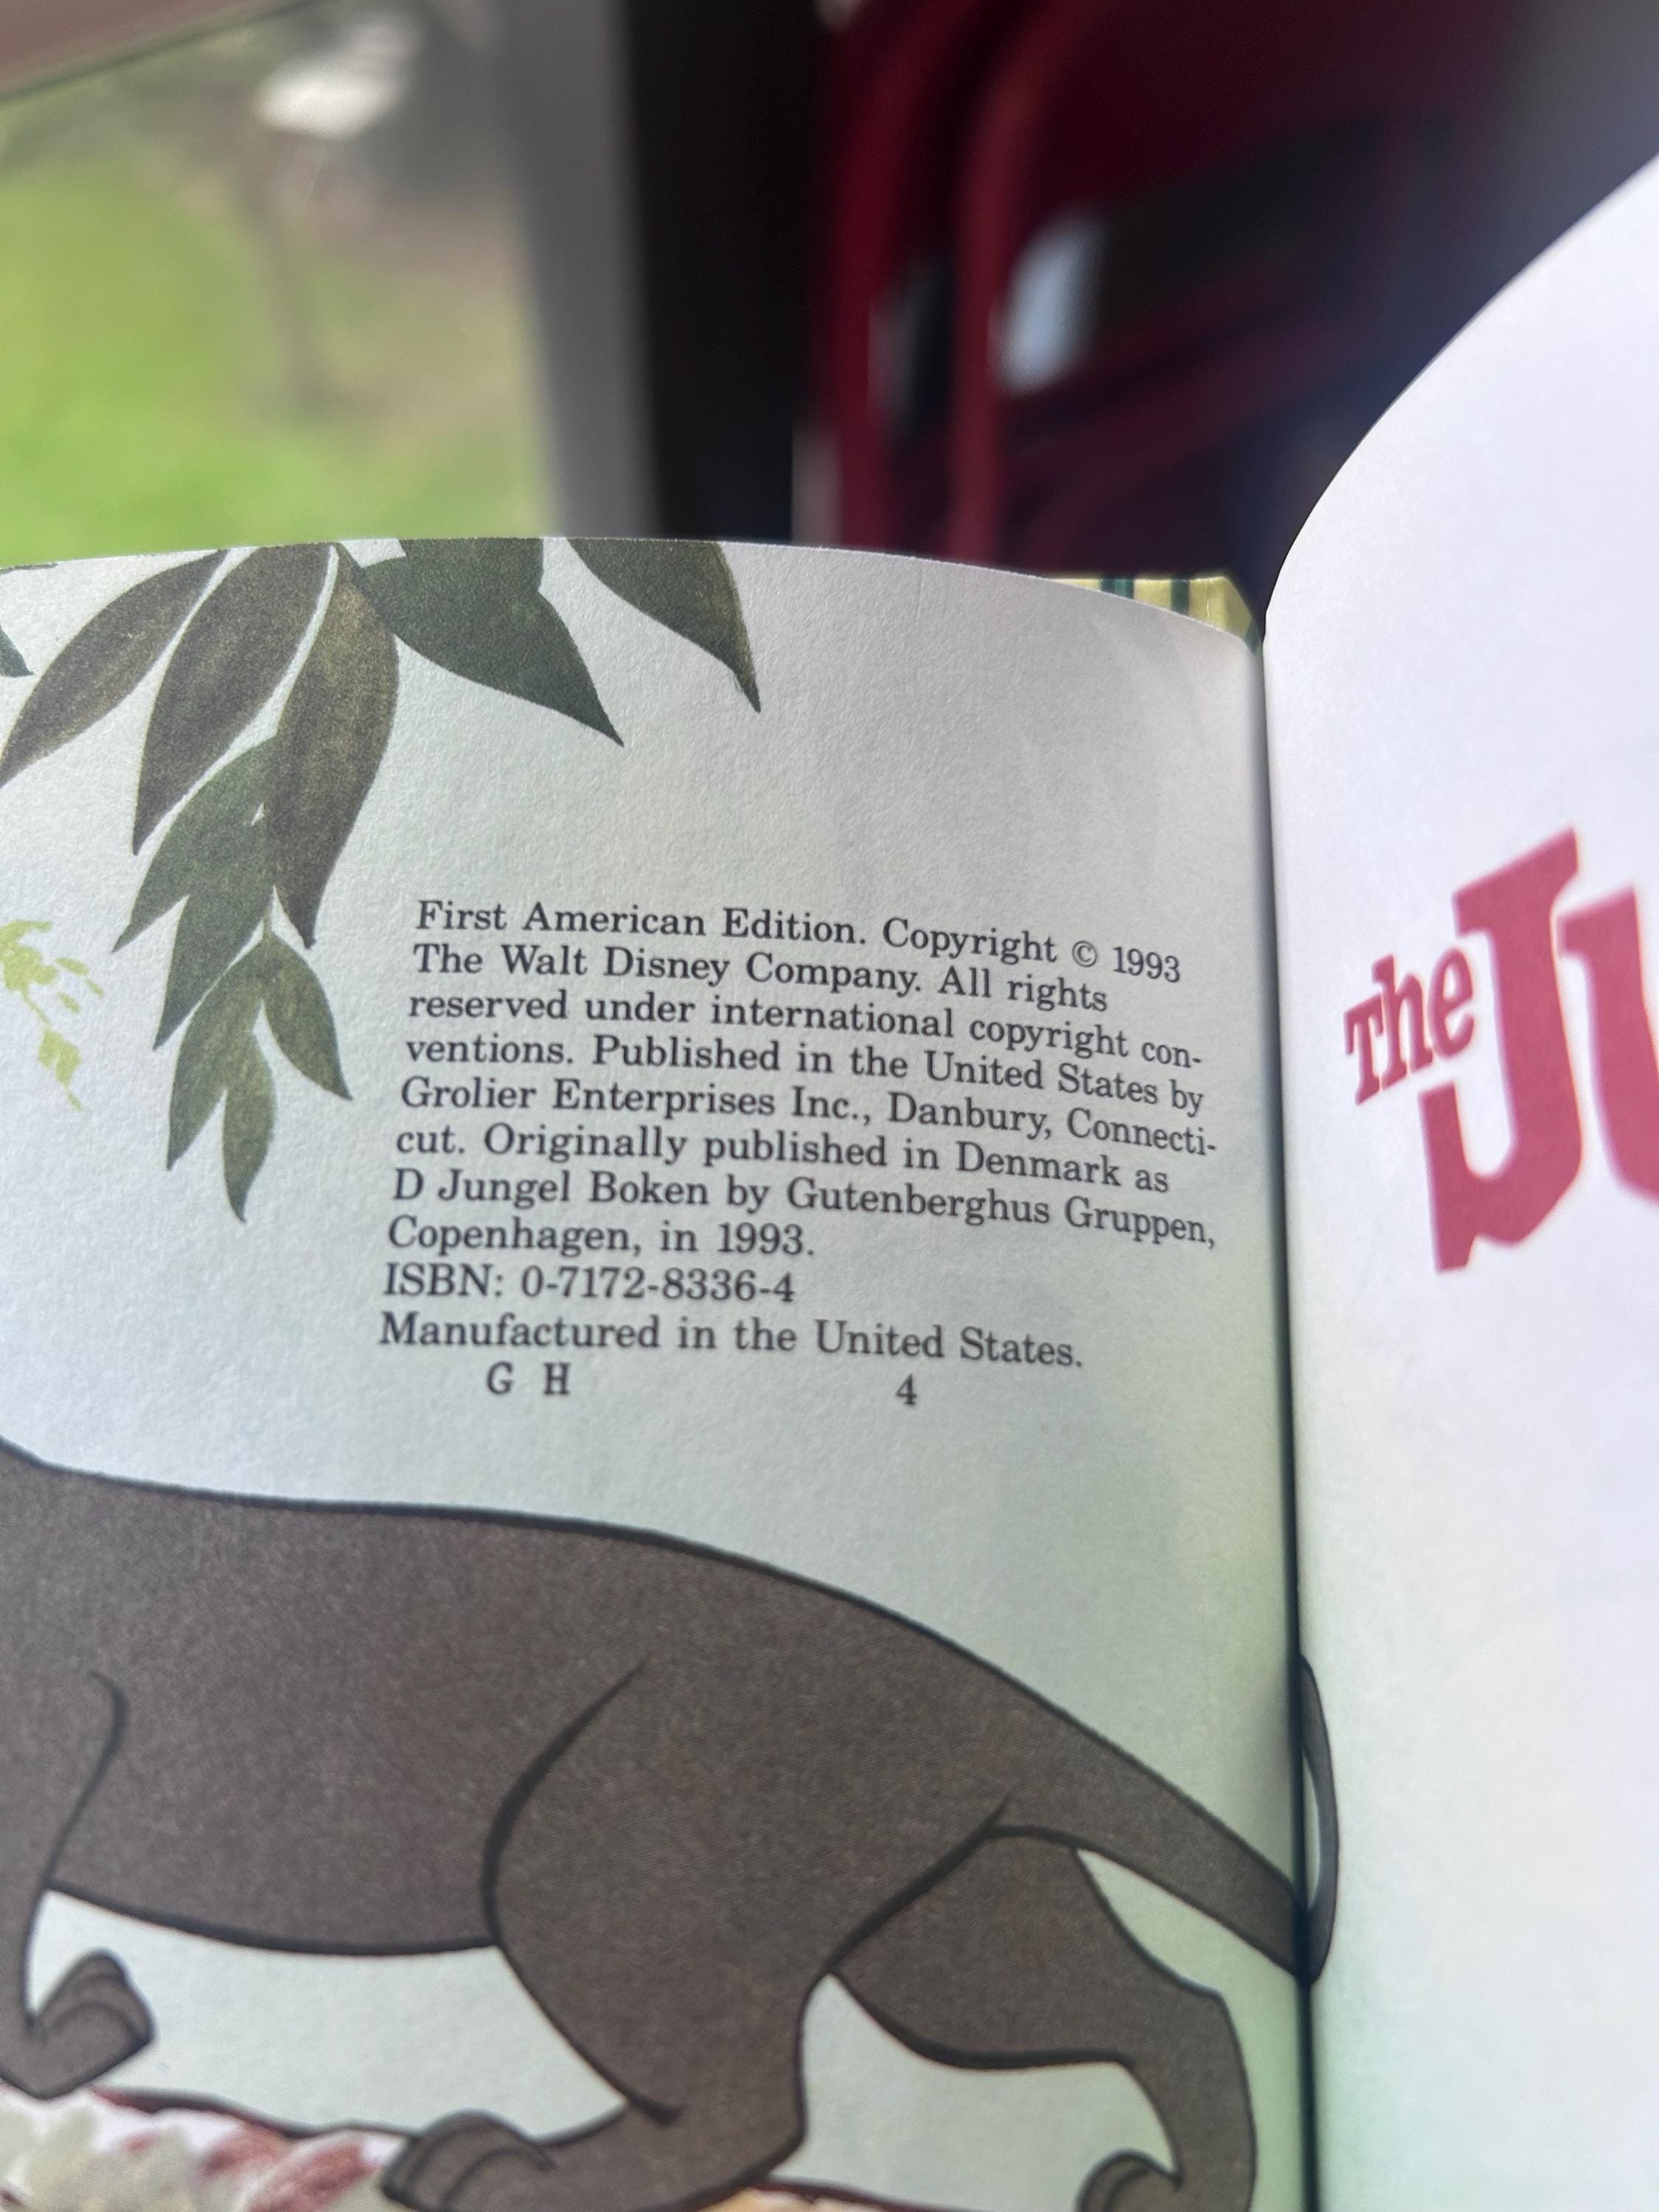 First American Edition. Copyright © 1993
The Walt Disney Company. All rights
reserved under international copyright con-
ventions. Published in the United States by
Grolier Enterprises Inc., Danbury, Connecti-
cut. Originally published in Denmark as
D Jungel Boken by Gutenberghus Gruppen,
Copenhagen, in 1993.
ISBN: 0-7172-8336-4
Manufactured in the United States.
G H 4
The